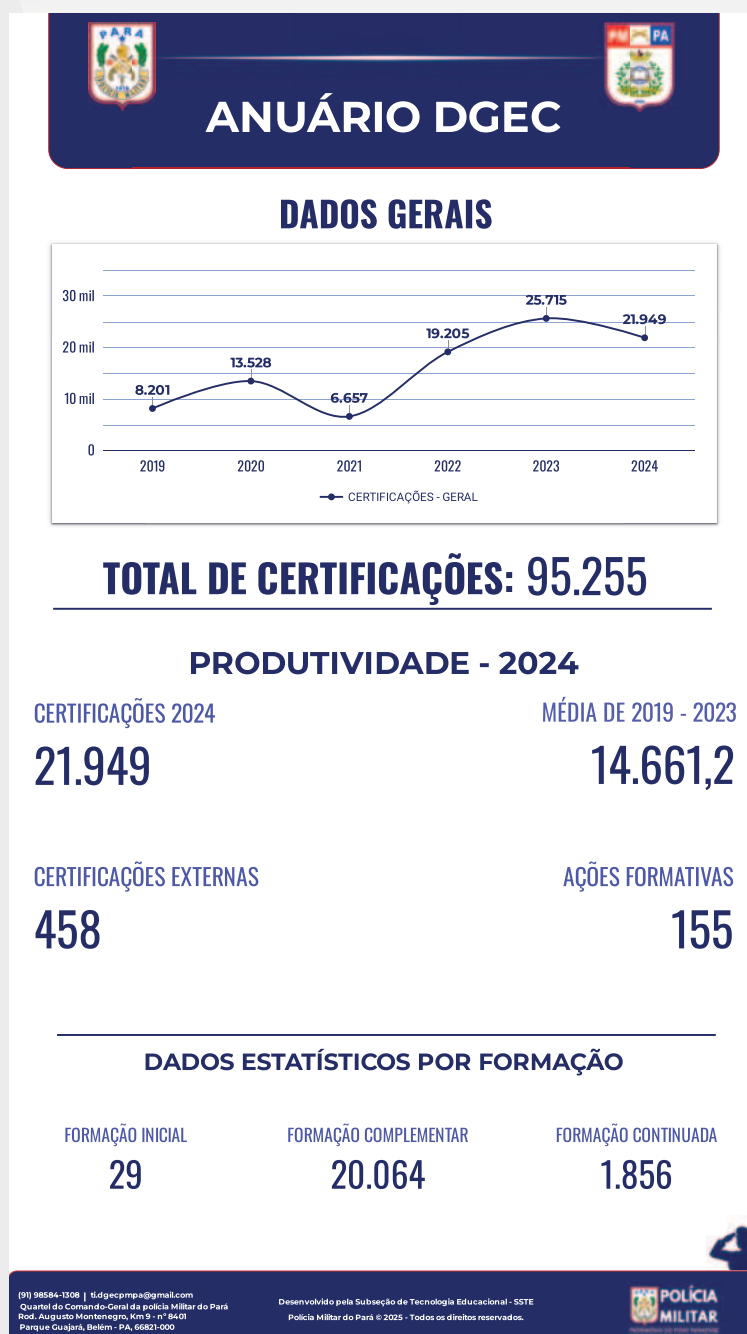 PARÁ
PM PA
ANUÁRIO DGEC
DADOS GERAIS
30 mil
20 mil
10 mil
0
8.201
13.528
6.657
19.205
25.715
21.949
2019 2020 2021 2022 2023 2024
CERTIFICAÇÕES - GERAL
TOTAL DE CERTIFICAÇÕES: 95.255
PRODUTIVIDADE - 2024
CERTIFICAÇÕES 2024
21.949
MÉDIA DE 2019 - 2023
14.661,2
CERTIFICAÇÕES EXTERNAS
458
AÇÕES FORMATIVAS
155
DADOS ESTATÍSTICOS POR FORMAÇÃO
FORMAÇÃO INICIAL
29
FORMAÇÃO COMPLEMENTAR
20.064
FORMAÇÃO CONTINUADA
1.856
(91) 98584-1308 | ti.dgecpmpa@gmail.com
Quartel do Comando-Geral da polícia Militar do Pará
Rod. Augusto Montenegro, Km 9 - nº 8401
Parque Guajará, Belém - PA, 66821-000
Desenvolvido pela Subseção de Tecnologia Educacional - SSTE
Polícia Militar do Pará © 2025 - Todos os direitos reservados.
POLÍCIA
MILITAR